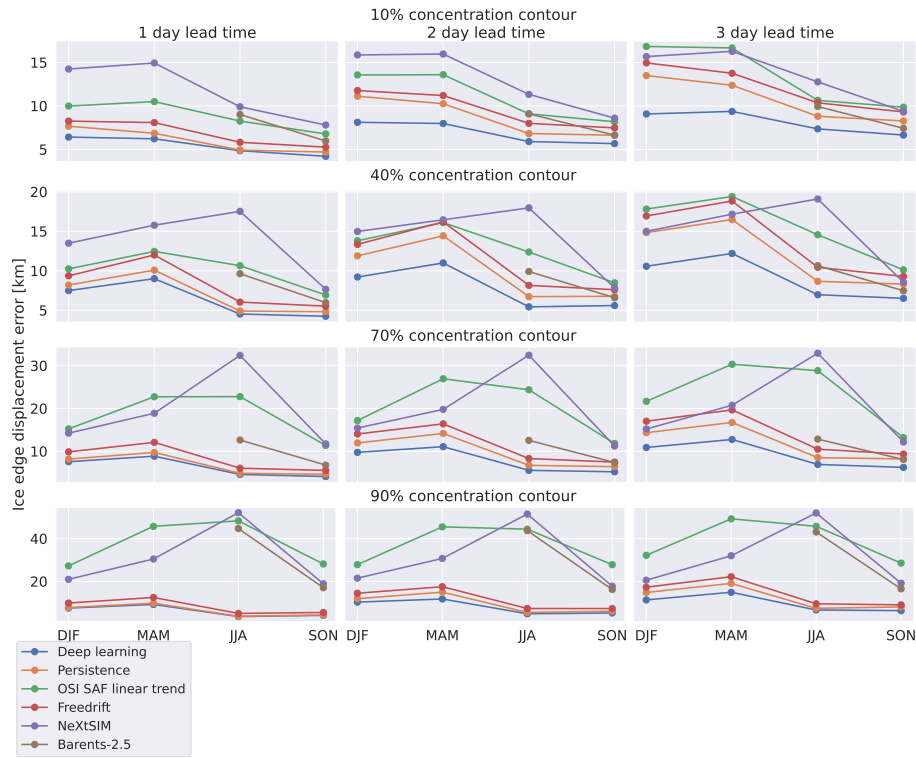 10% concentration contour
1 day lead time
2 day lead time
3 day lead time
15
10
5
40% concentration contour
20
15
10
5
70% concentration contour
30
20
10
90% concentration contour
40
20
Ice edge displacement error [km]
DJF MAM JJA SON DJF MAM JJA SON DJF MAM JJA SON
Deep learning
Persistence
OSI SAF linear trend
Freedrift
NeXtSIM
Barents-2.5